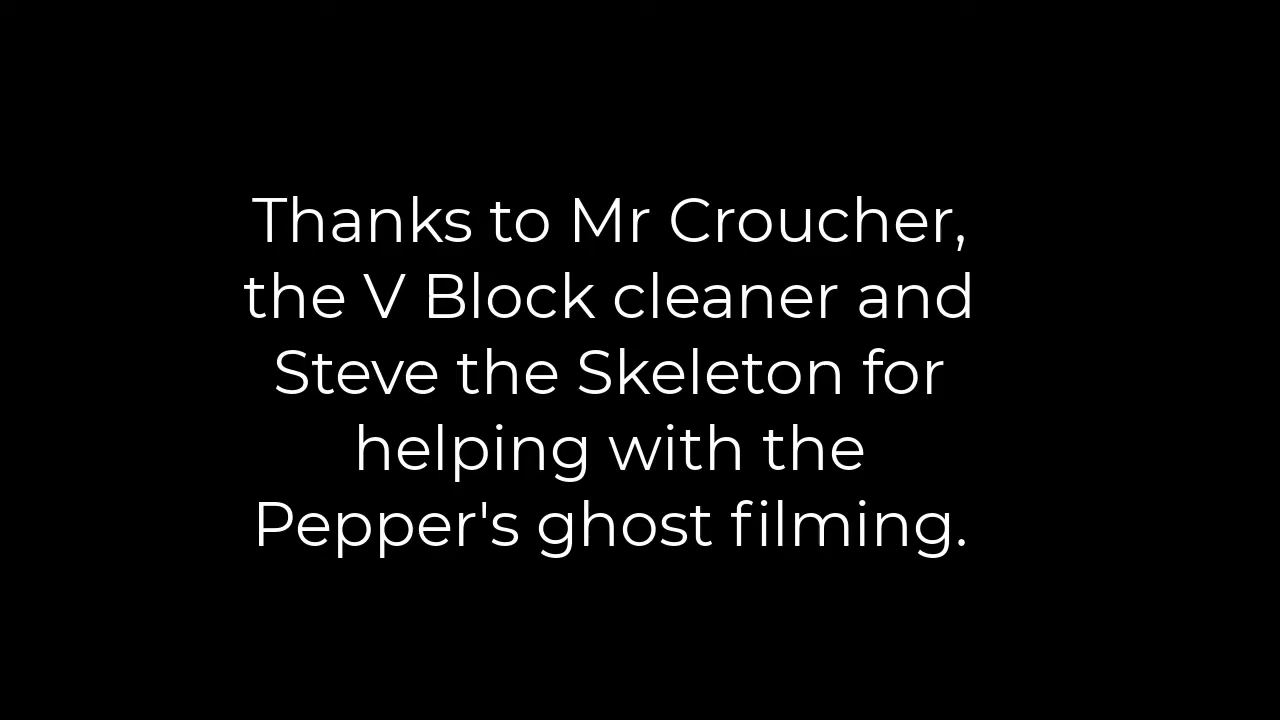 Thanks to Mr Croucher,
the V Block cleaner and
Steve the Skeleton for
helping with the
Pepper's ghost filming.